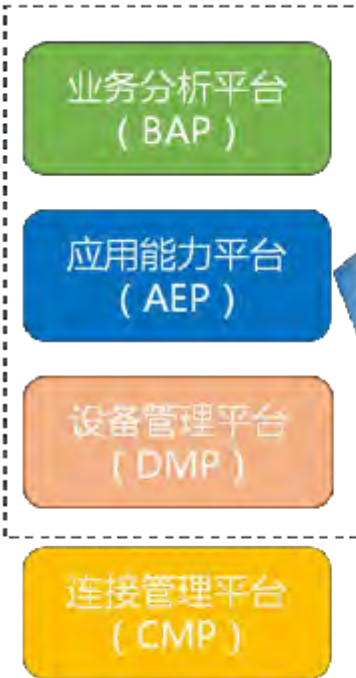 业务分析平台
（BAP）
应用能力平台
（AEP）
设备管理平台
（DMP）
连接管理平台
（CMP）